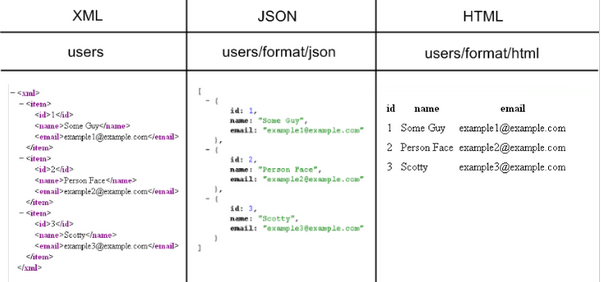 XML
users
− <xml>
− <item>
<id>1</id>
<name>Some Guy</name>
<email>example1@example.com</email>
</item>
− <item>
<id>2</id>
<name>Person Face</name>
<email>example2@example.com</email>
</item>
− <item>
<id>3</id>
<name>Scotty</name>
<email>example3@example.com</email>
</item>
</xml>
JSON
users/format/json
[
- {
id: 1,
name: "Some Guy",
email: "example1@example.com"
},
- {
id: 2,
name: "Person Face",
email: "example2@example.com"
},
- {
id: 3,
name: "Scotty",
email: "example3@example.com"
}
]
HTML
users/format/html
id name email
1 Some Guy example1@example.com
2 Person Face example2@example.com
3 Scotty example3@example.com